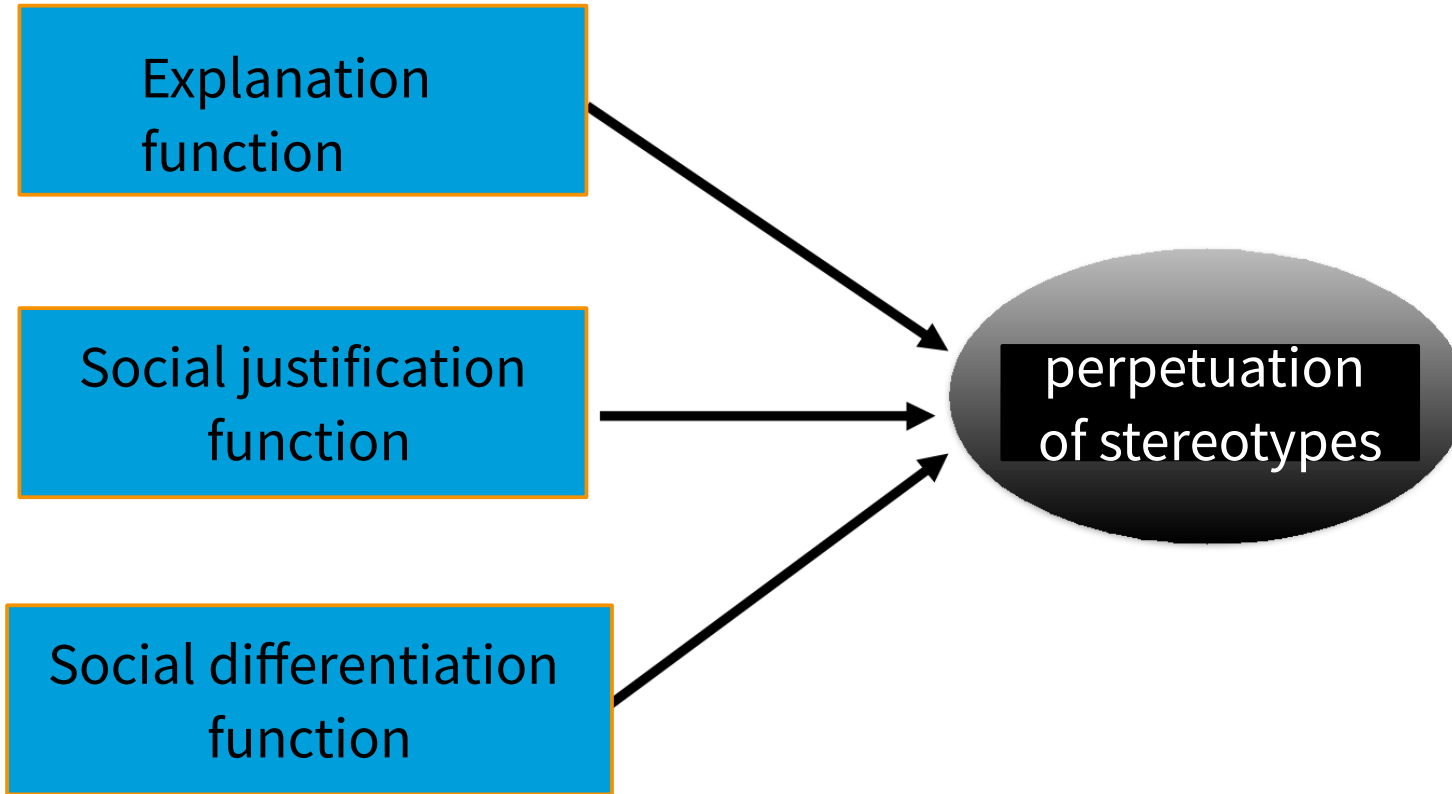 Explanation
function
Social justification
function
Social differentiation
function
perpetuation
of stereotypes